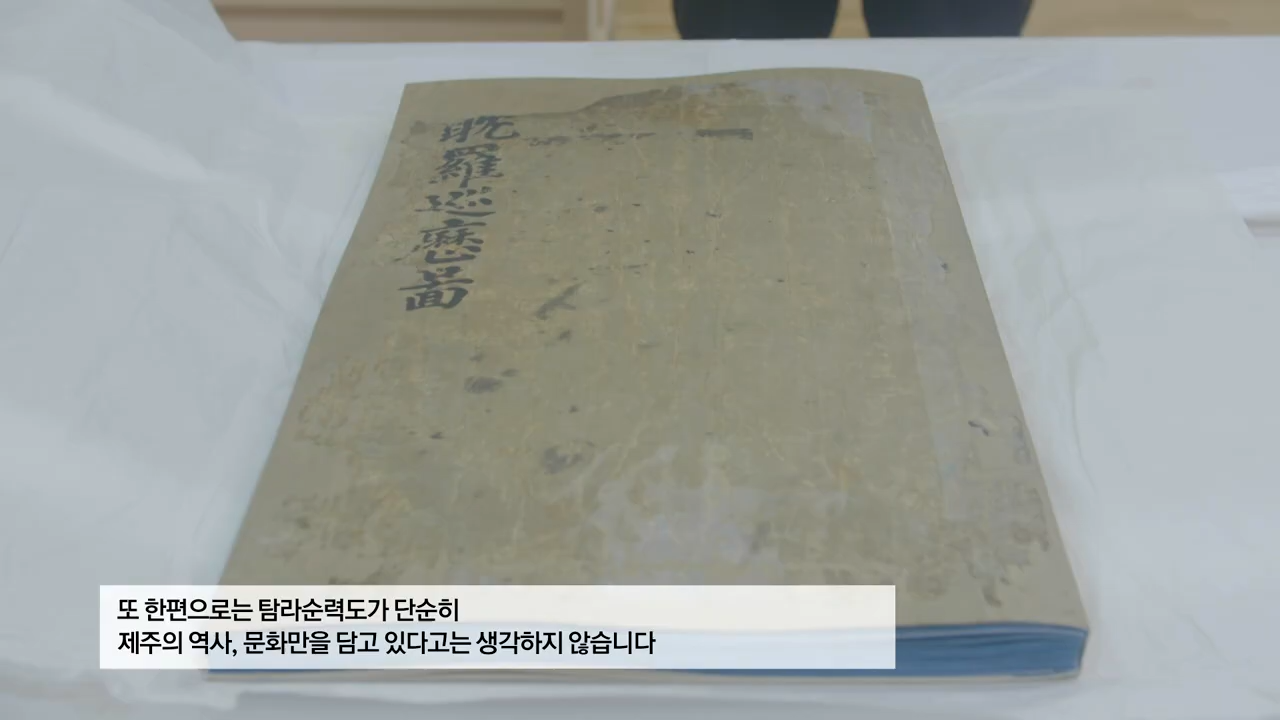 耽羅巡歷圖
또 한편으로는 탐라순력도가 단순히
제주의 역사, 문화만을 담고 있다고는 생각하지 않습니다